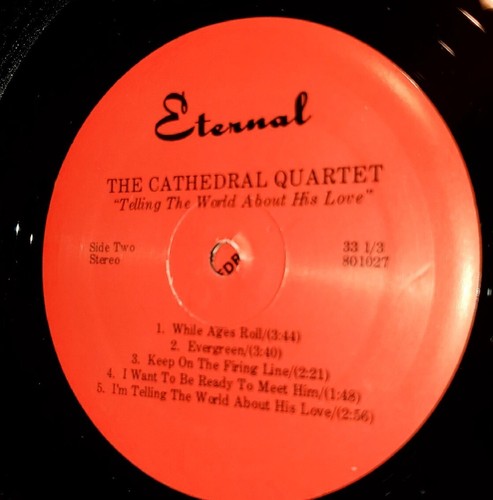 Eternal
THE CATHEDRAL QUARTET
"Telling The World About His Love"
Side Two 33 1/3
Stereo 801027
1. While Ages Roll/(3:44)
2. Evergreen/(3:40)
3. Keep On The Firing Line/(2:21)
4. I Want To Be Ready To Meet Him/(1:48)
5. I'm Telling The World About His Love/(2:56)